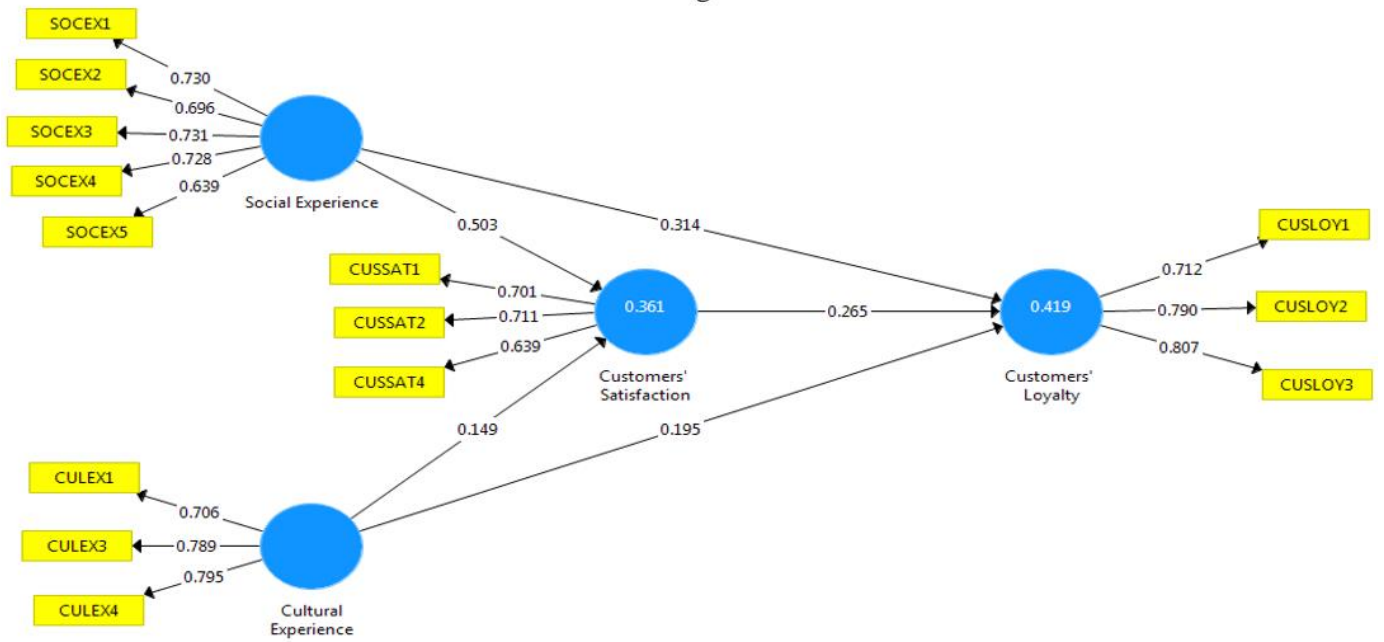 SOCEX1
SOCEX2
SOCEX3
SOCEX4
SOCEX5
0.730
0.696
0.731
0.728
0.639
Social Experience
0.503
0.314
CUSSAT1
CUSSAT2
CUSSAT4
0.701
0.711
0.639
0.361
Customers'
Satisfaction
0.265
0.419
Customers'
Loyalty
0.712
0.790
0.807
CUSLOY1
CUSLOY2
CUSLOY3
0.149
0.195
CULEX1
CULEX3
CULEX4
0.706
0.789
0.795
Cultural
Experience